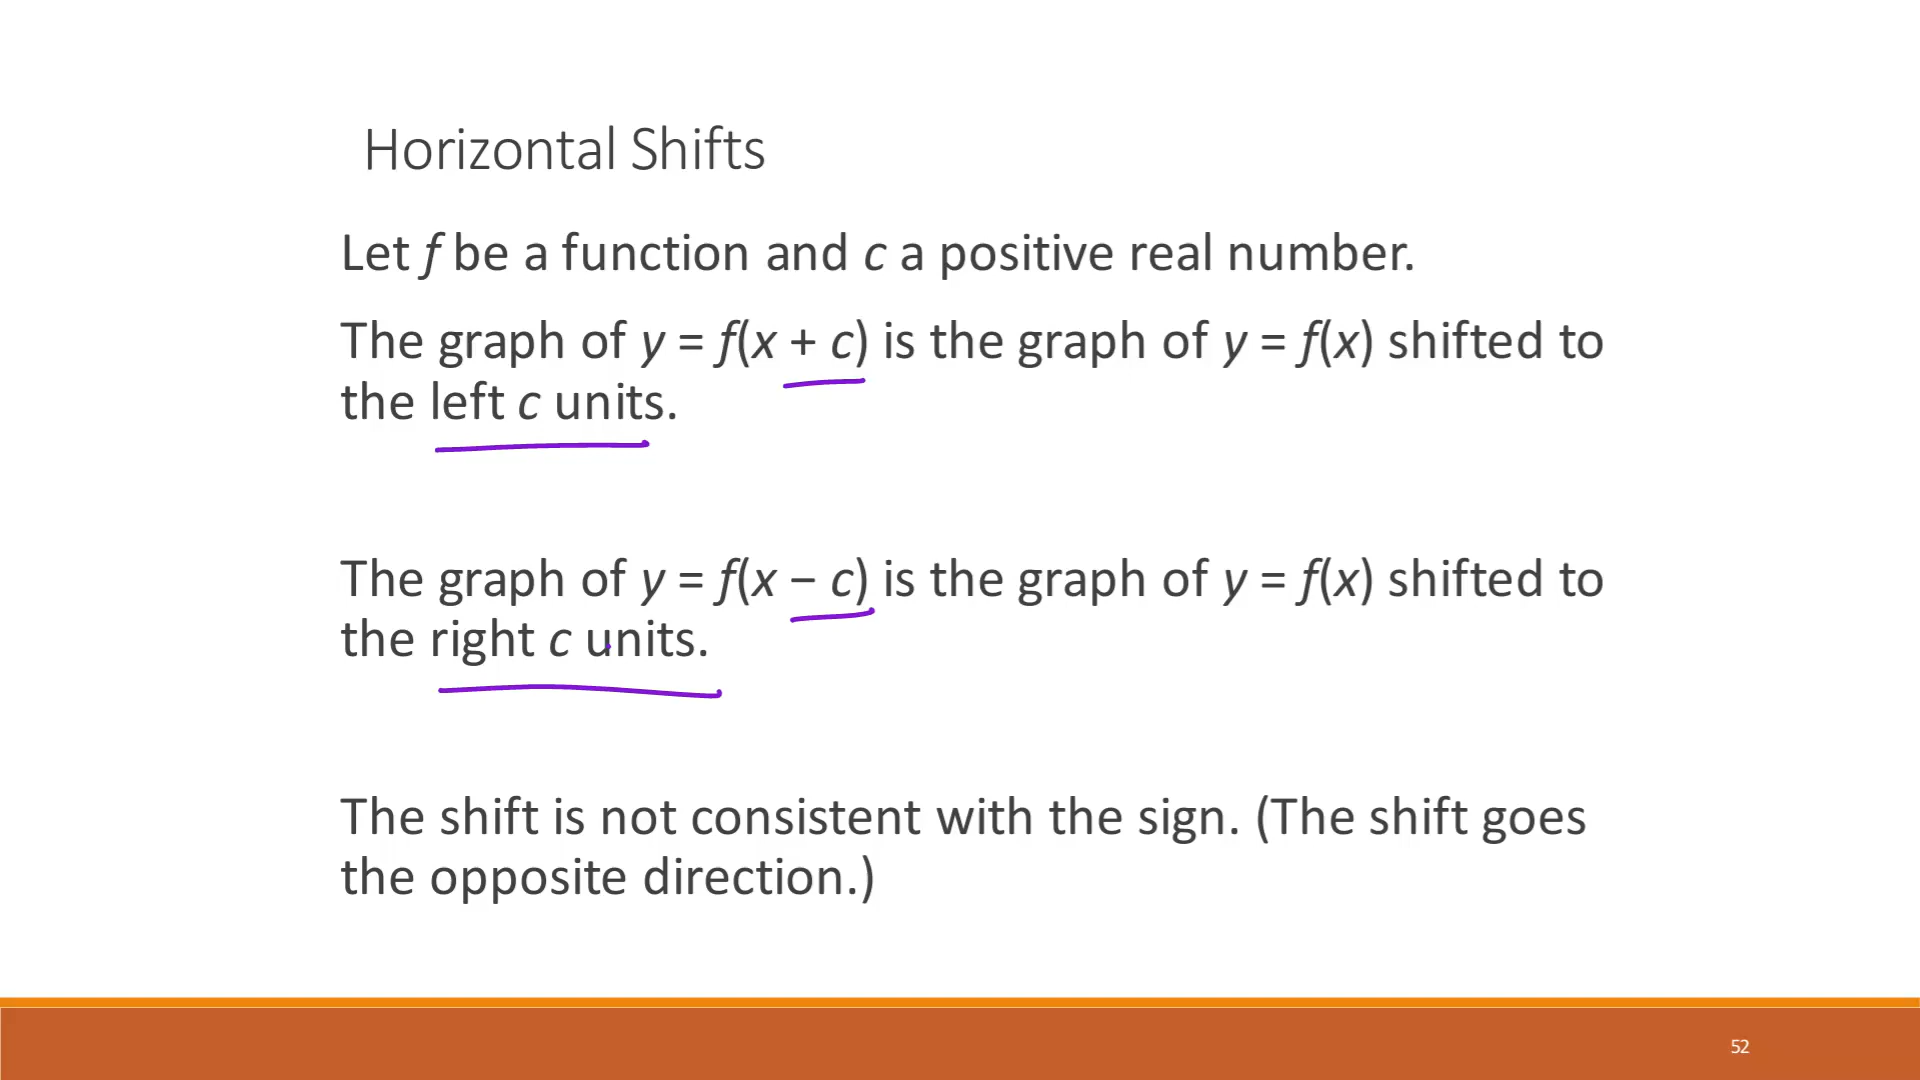 Horizontal Shifts
Let f be a function and c a positive real number.
The graph of y = f(x + c) is the graph of y = f(x) shifted to
the left c units.
The graph of y = f(x − c) is the graph of y = f(x) shifted to
the right c units.
The shift is not consistent with the sign. (The shift goes
the opposite direction.)
52